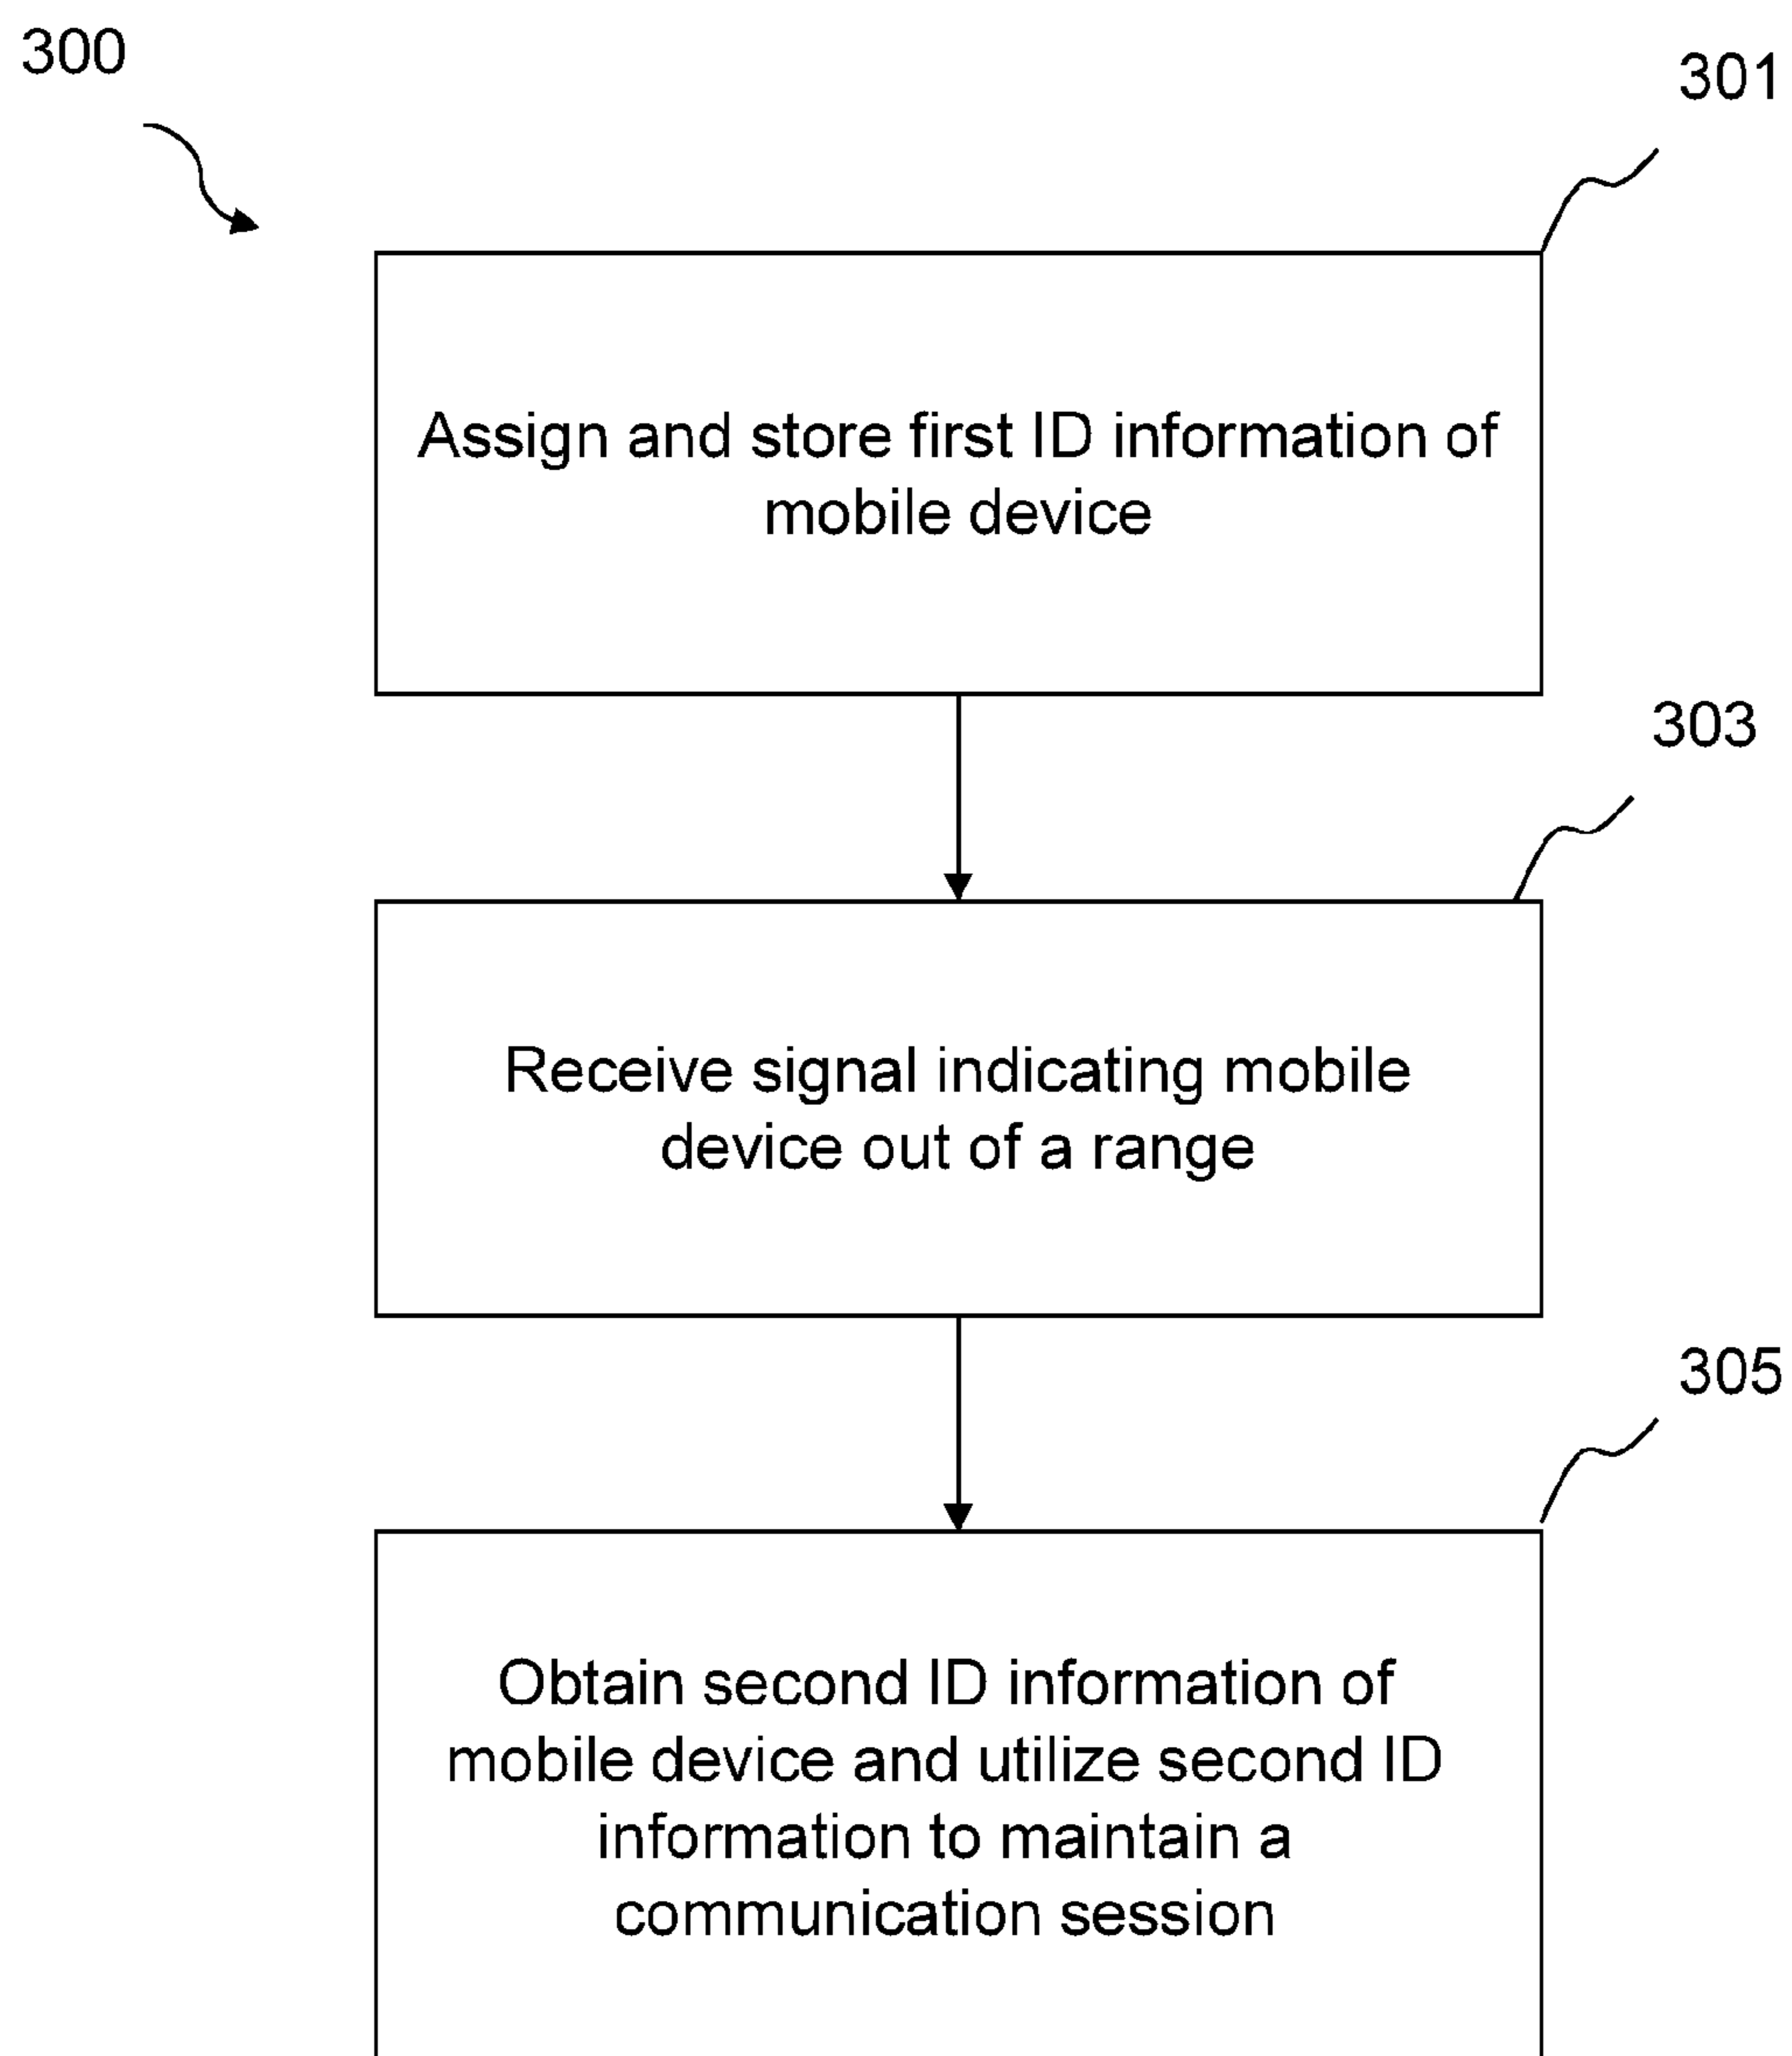 300
301
Assign and store first ID information of
mobile device
303
Receive signal indicating mobile
device out of a range
305
Obtain second ID information of
mobile device and utilize second ID
information to maintain a
communication session